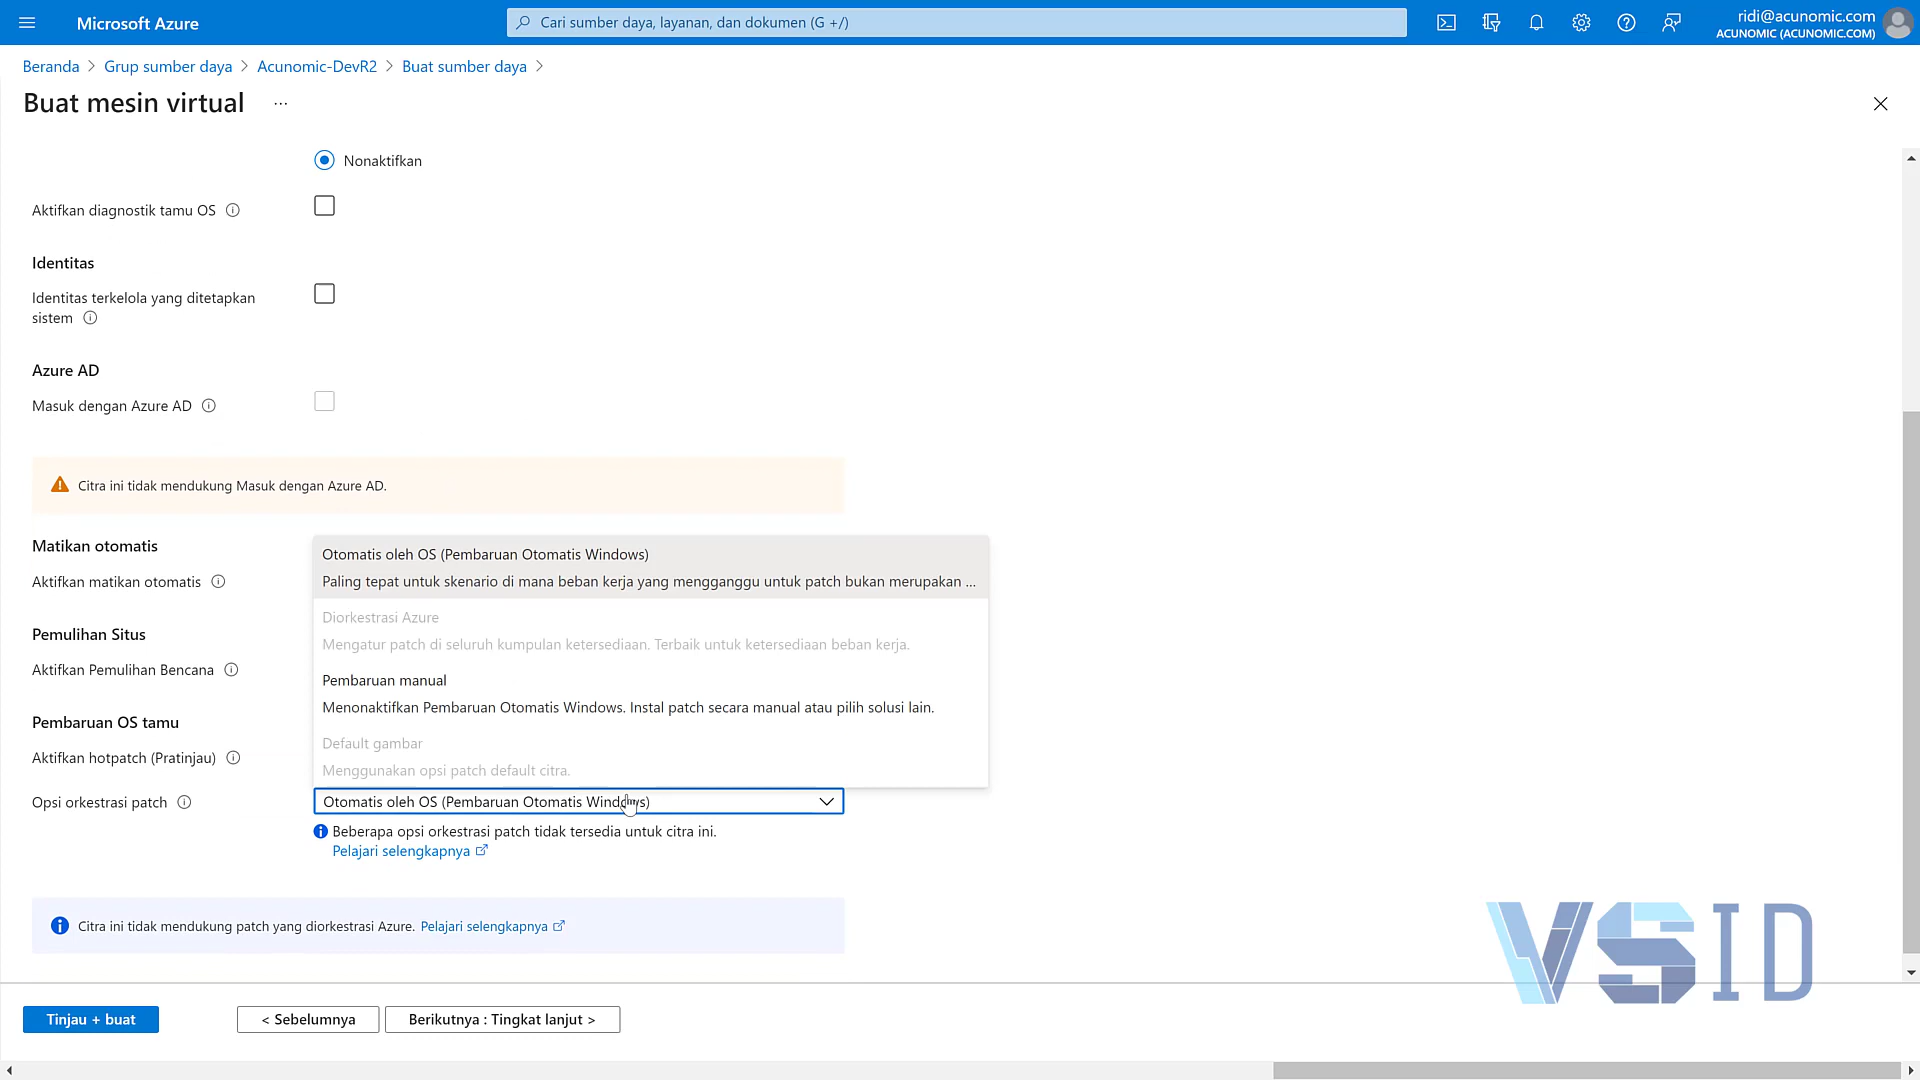 Microsoft Azure
Cari sumber daya, layanan, dan dokumen (G +/)
ridi@acunomic.com
ACUNOMIC (ACUNOMIC.COM)
Beranda > Grup sumber daya > Acunomic-DevR2 > Buat sumber daya >
Buat mesin virtual ...
Nonaktifkan
Aktifkan diagnostik tamu OS
Identitas
Identitas terkelola yang ditetapkan
sistem
Azure AD
Masuk dengan Azure AD
Citra ini tidak mendukung Masuk dengan Azure AD.
Matikan otomatis
Aktifkan matikan otomatis
Pemulihan Situs
Aktifkan Pemulihan Bencana
Pembaruan OS tamu
Aktifkan hotpatch (Pratinjau)
Otomatis oleh OS (Pembaruan Otomatis Windows)
Paling tepat untuk skenario di mana beban kerja yang mengganggu untuk patch bukan merupakan ...
Diorkestrasi Azure
Mengatur patch di seluruh kumpulan ketersediaan. Terbaik untuk ketersediaan beban kerja.
Pembaruan manual
Menonaktifkan Pembaruan Otomatis Windows. Instal patch secara manual atau pilih solusi lain.
Default gambar
Menggunakan opsi patch default citra.
Opsi orkestrasi patch
Otomatis oleh OS (Pembaruan Otomatis Windows)
Beberapa opsi orkestrasi patch tidak tersedia untuk citra ini.
Pelajari selengkapnya
Citra ini tidak mendukung patch yang diorkestrasi Azure. Pelajari selengkapnya
VSID
Tinjau + buat
< Sebelumnya
Berikutnya : Tingkat lanjut >